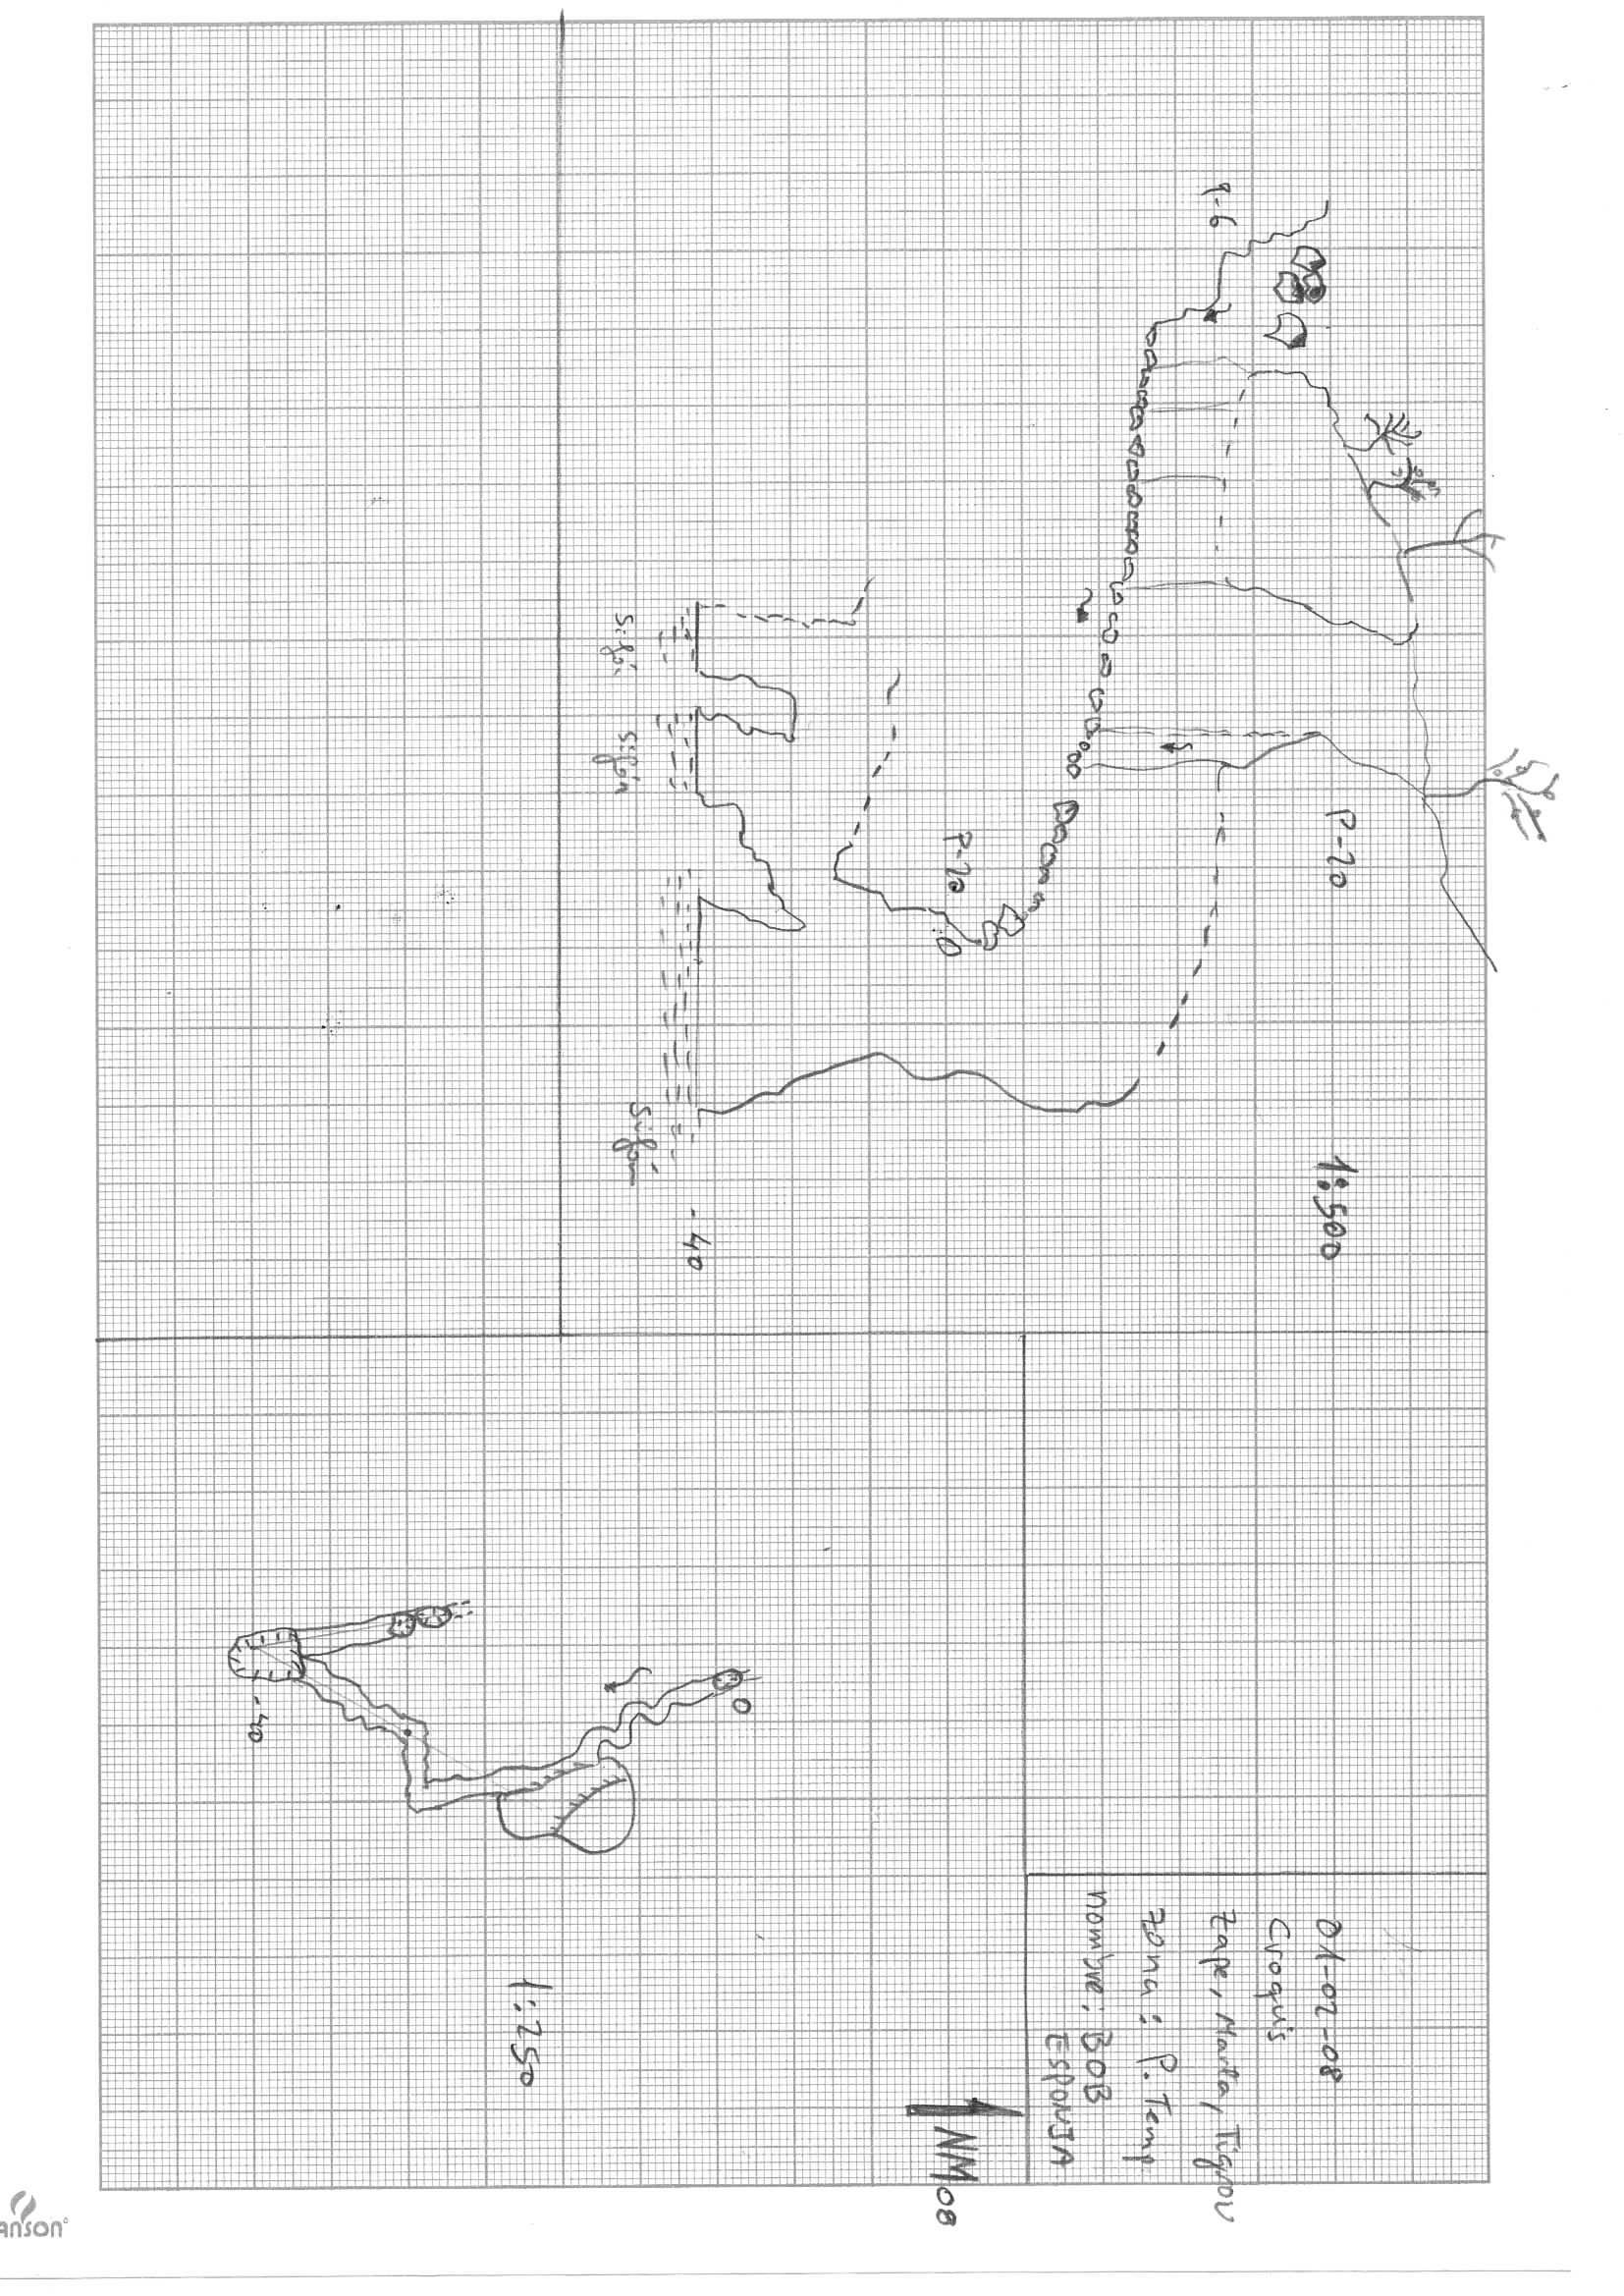 1:500
P-20
P-6
P-20
-40
Sifón
Sifón
Sifón
01-02-08
Croquis
Zape, Marta, Tigrou
Zona: P. Temp
nombre: BOB
ESPONJA
NM08
0
-40
1:250
anson